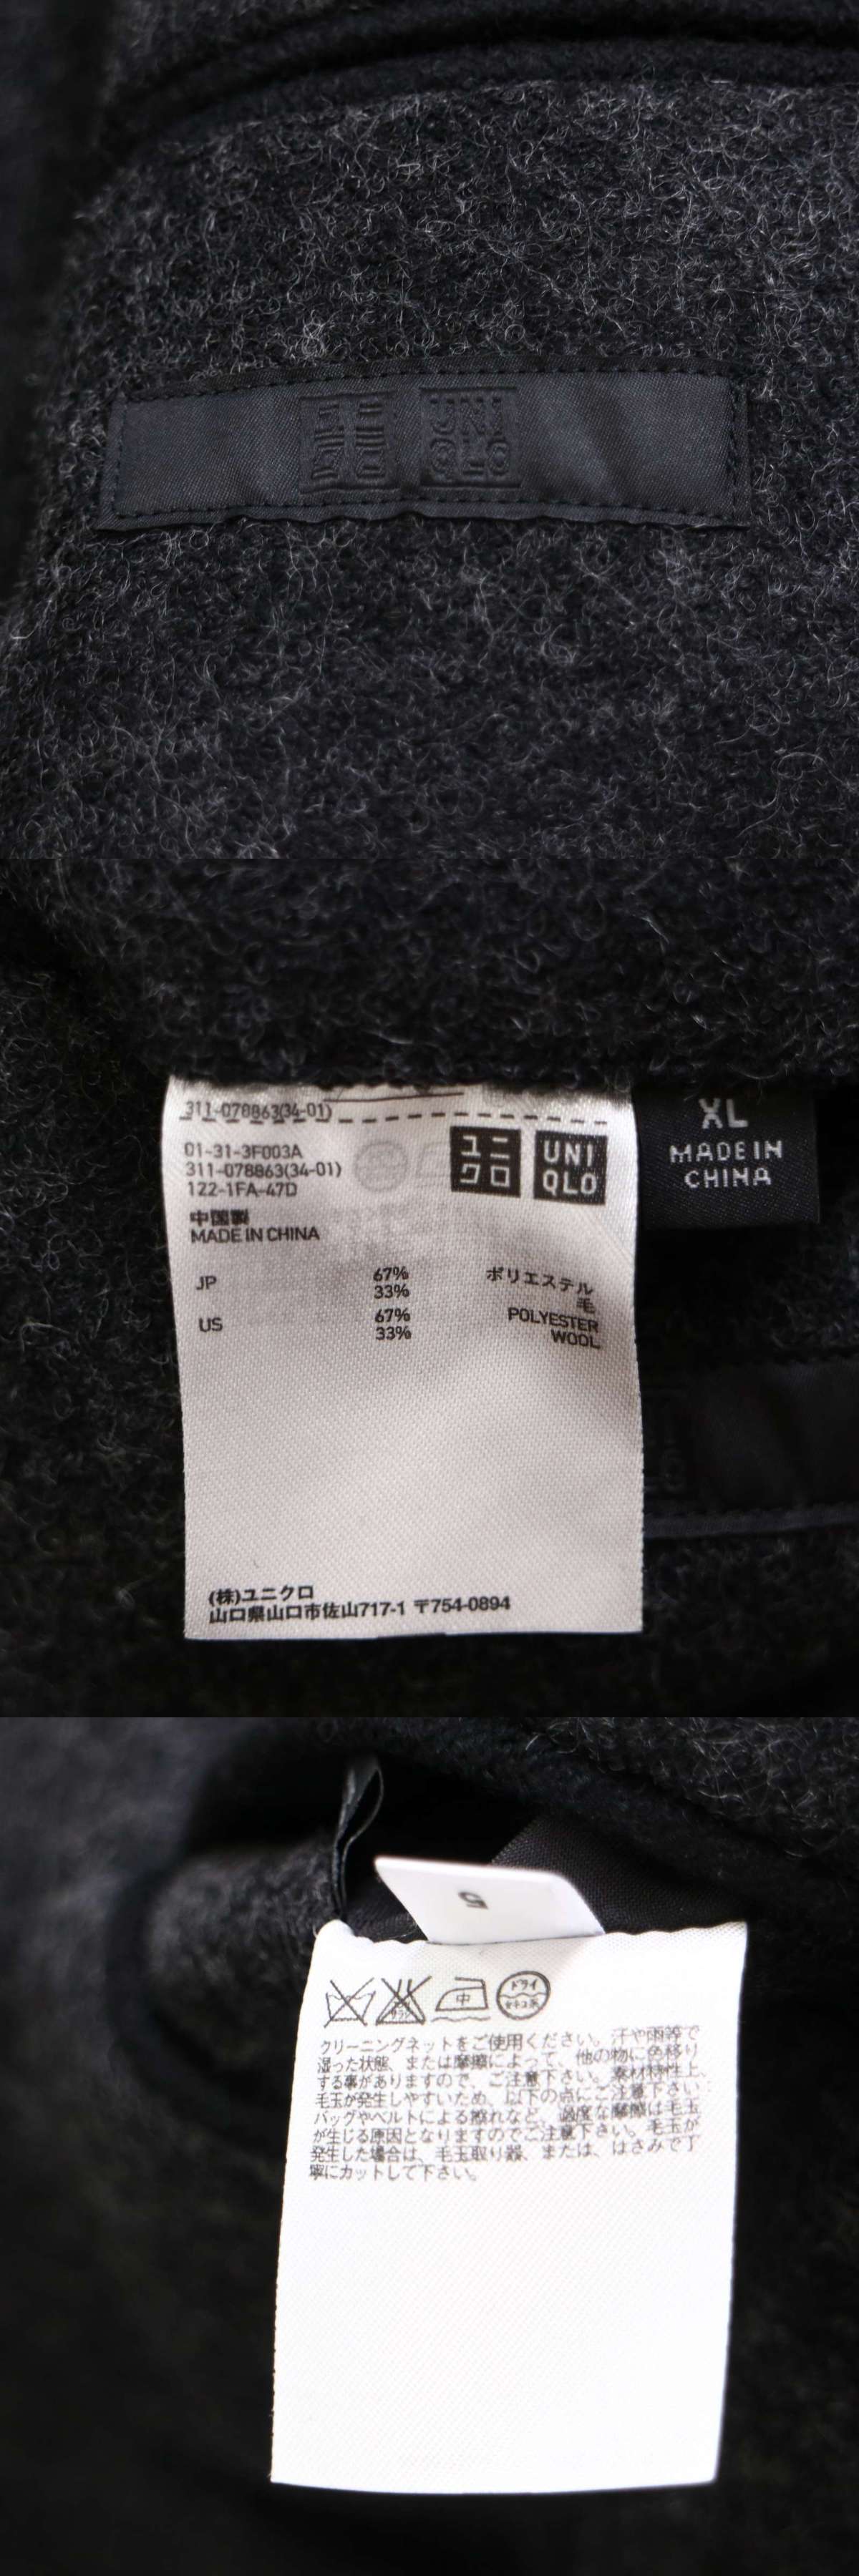 UNI
QLO
311-078863(34-01)
01-31-3F003A
311-078863(34-01)
122-1FA-47D
ユニ
クロ
UNI
QLO
XL
MADE IN
CHINA
中国製
MADE IN CHINA
JP 67% ポリエステル
33% 毛
US 67% POLYESTER
33% WOOL
(株)ユニクロ
山口県山口市佐山717-1 〒754-0894
5
中
ドライ
クリーニングネットをご使用ください。汗や雨等で
湿った状態、または摩擦によって、他の物に色移り
する事がありますので、ご注意下さい。素材特性上、
毛玉が発生しやすいため、以下の点にご注意下さい
バッグやベルトによる擦れなど、過度な摩擦は毛玉
が生じる原因となりますのでご注意下さい。毛玉が
発生した場合は、毛玉取り器、または、はさみで丁
寧にカットして下さい。